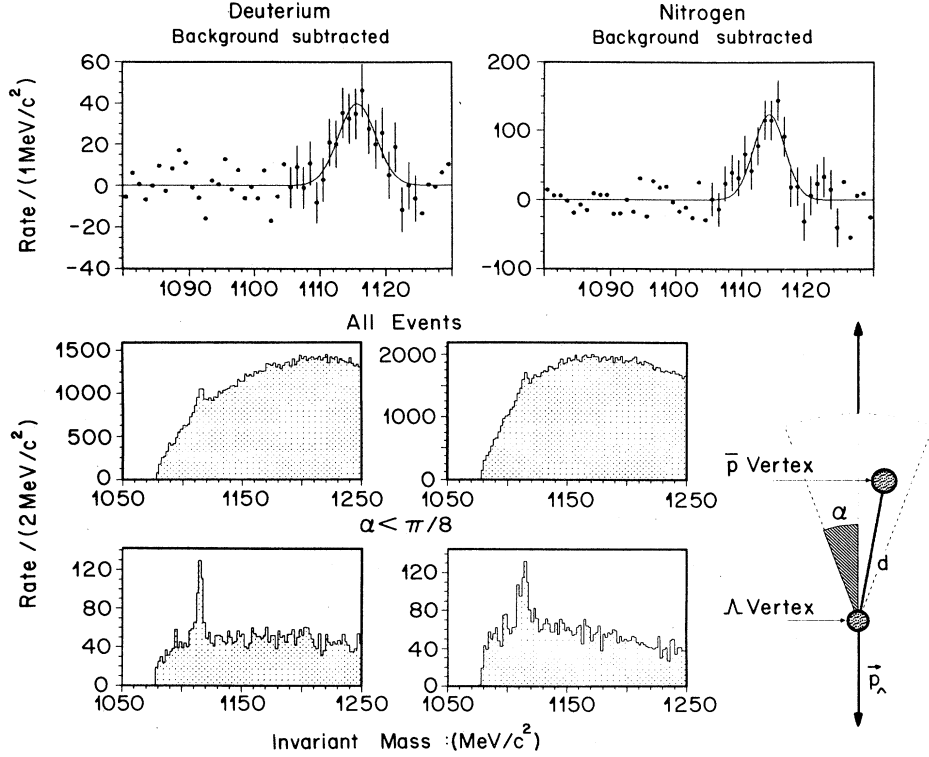 Deuterium
Background subtracted
Nitrogen
Background subtracted
Rate / (1MeV/c²)
60
40
20
0
−20
−40
1090 1100 1110 1120
200
100
0
−100
1090 1100 1110 1120
All Events
1500
1000
500
0
1050 1150 1250
2000
1000
0
1050 1150 1250
α < π/8
Rate / (2MeV/c²)
120
80
40
0
1050 1150 1250
120
80
40
0
1050 1150 1250
Invariant Mass :(MeV/c²)
p̅ Vertex
α
d
Λ Vertex
p⃗Λ